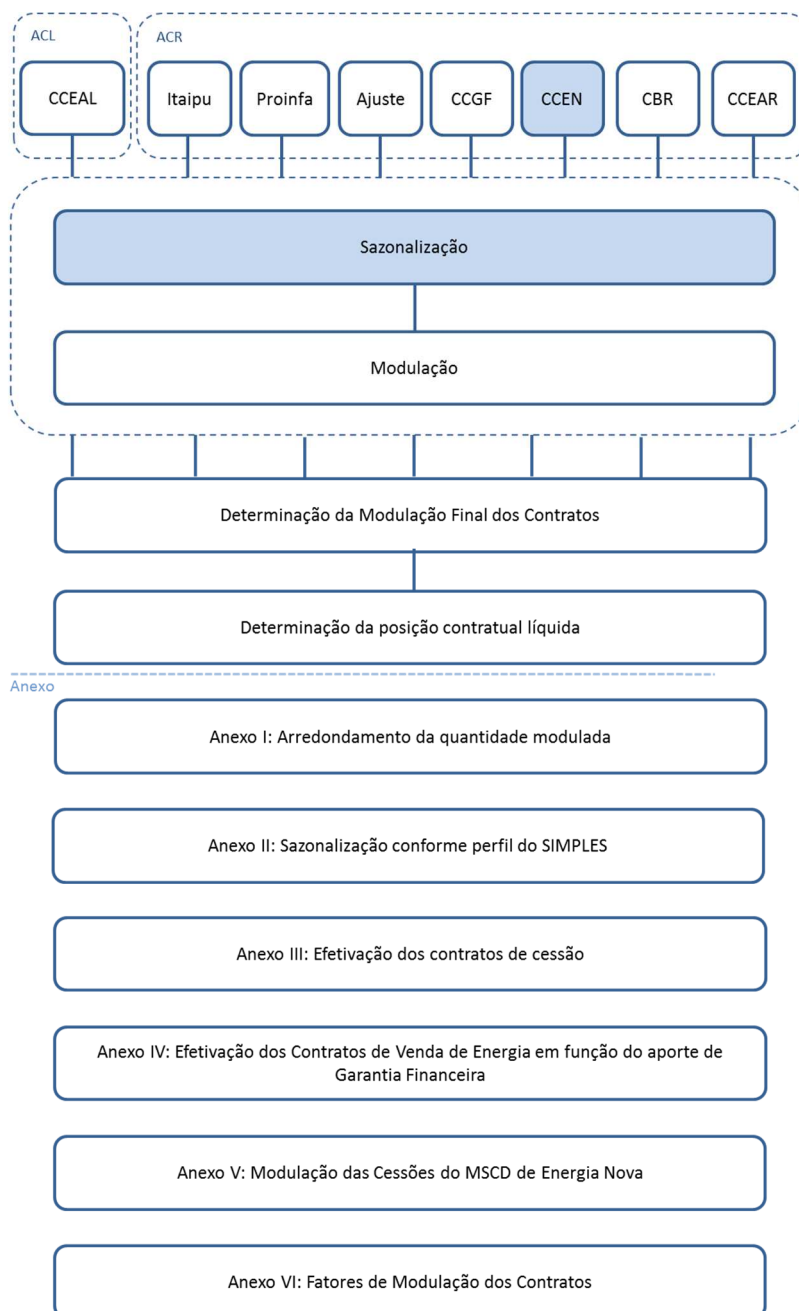 ACL
ACR
CCEAL
Itaipu
Proinfa
Ajuste
CCGF
CCEN
CBR
CCEAR
Sazonalização
Modulação
Determinação da Modulação Final dos Contratos
Determinação da posição contratual líquida
Anexo
Anexo I: Arredondamento da quantidade modulada
Anexo II: Sazonalização conforme perfil do SIMPLES
Anexo III: Efetivação dos contratos de cessão
Anexo IV: Efetivação dos Contratos de Venda de Energia em função do aporte de
Garantia Financeira
Anexo V: Modulação das Cessões do MSCD de Energia Nova
Anexo VI: Fatores de Modulação dos Contratos